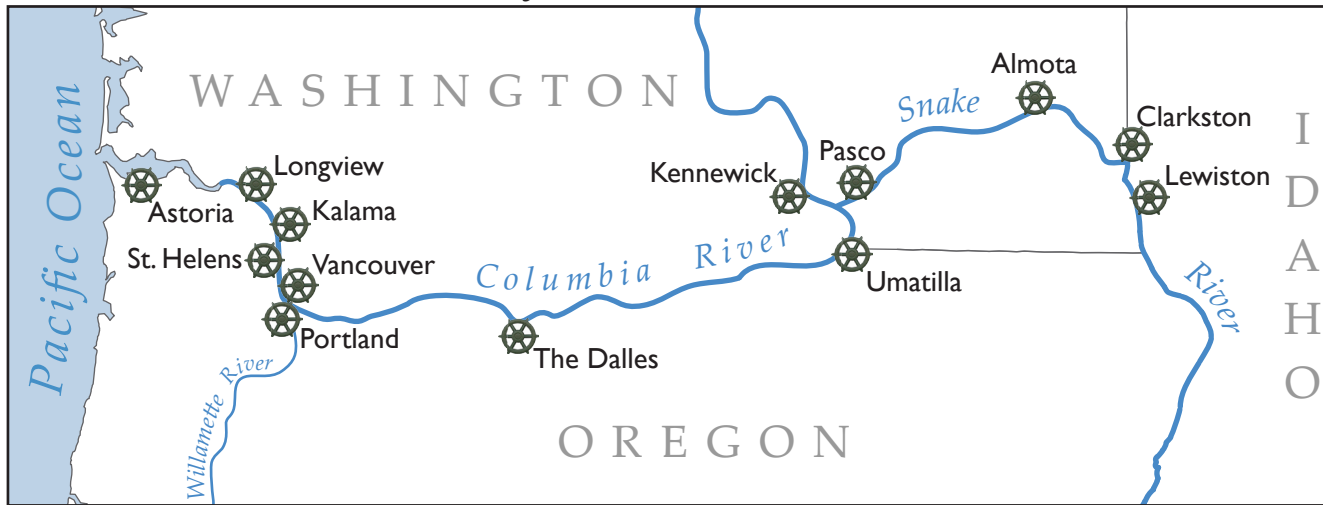 WASHINGTON
Almota
Snake
Clarkston
IDAHO
Pacific Ocean
Longview
Pasco
Kennewick
Lewiston
Astoria
Kalama
St. Helens
Vancouver
Columbia River
Umatilla
River
Portland
The Dalles
Willamette River
OREGON